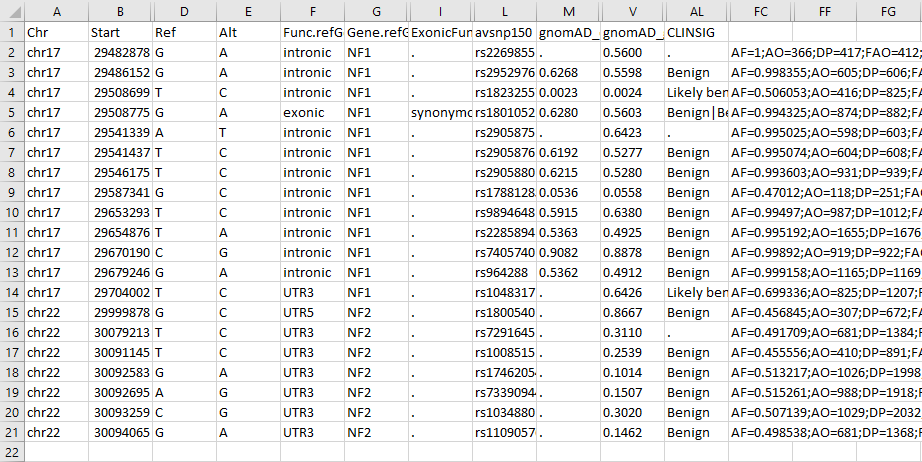 A B D E F G I L M V AL FC FF FG
1 Chr Start Ref Alt Func.refG Gene.refG ExonicFun avsnp150 gnomAD_ gnomAD_ CLINSIG
2 chr17 29482878 G A intronic NF1 . rs2269855 . 0.5600 . AF=1;AO=366;DP=417;FAO=412;
3 chr17 29486152 G A intronic NF1 . rs2952976 0.6268 0.5598 Benign AF=0.998355;AO=605;DP=606;FA
4 chr17 29508699 T C intronic NF1 . rs1823255 0.0023 0.0024 Likely ben AF=0.506053;AO=416;DP=825;FA
5 chr17 29508775 G A exonic NF1 synonymo rs1801052 0.6280 0.5603 Benign|Be AF=0.994325;AO=874;DP=882;FA
6 chr17 29541339 A T intronic NF1 . rs2905875 . 0.6423 . AF=0.995025;AO=598;DP=603;FA
7 chr17 29541437 T C intronic NF1 . rs2905876 0.6192 0.5277 Benign AF=0.995074;AO=604;DP=608;FA
8 chr17 29546175 T C intronic NF1 . rs2905880 0.6215 0.5280 Benign AF=0.993603;AO=931;DP=939;FA
9 chr17 29587341 G C intronic NF1 . rs1788128 0.0536 0.0558 Benign AF=0.47012;AO=118;DP=251;FAO
10 chr17 29653293 T C intronic NF1 . rs9894648 0.5915 0.6380 Benign AF=0.99497;AO=987;DP=1012;FA
11 chr17 29654876 T A intronic NF1 . rs2285894 0.5363 0.4925 Benign AF=0.995192;AO=1655;DP=1676
12 chr17 29670190 C G intronic NF1 . rs7405740 0.9082 0.8878 Benign AF=0.99892;AO=919;DP=922;FAO
13 chr17 29679246 G A intronic NF1 . rs964288 0.5362 0.4912 Benign AF=0.999158;AO=1165;DP=1169
14 chr17 29704002 T C UTR3 NF1 . rs1048317 . 0.6426 Likely ben AF=0.699336;AO=825;DP=1207;F
15 chr22 29999878 G C UTR5 NF2 . rs1800540 . 0.8667 Benign AF=0.456845;AO=307;DP=672;FA
16 chr22 30079213 T C UTR3 NF2 . rs7291645 . 0.3110 . AF=0.491709;AO=681;DP=1384;F
17 chr22 30091145 T C UTR3 NF2 . rs1008515 . 0.2539 Benign AF=0.455556;AO=410;DP=891;FA
18 chr22 30092583 G A UTR3 NF2 . rs1746205 . 0.1014 Benign AF=0.513217;AO=1026;DP=1998
19 chr22 30092695 A G UTR3 NF2 . rs7339094 . 0.1507 Benign AF=0.515261;AO=988;DP=1918;F
20 chr22 30093259 C G UTR3 NF2 . rs1034880 . 0.3020 Benign AF=0.507139;AO=1029;DP=2032
21 chr22 30094065 G A UTR3 NF2 . rs1109057 . 0.1462 Benign AF=0.498538;AO=681;DP=1368;F
22